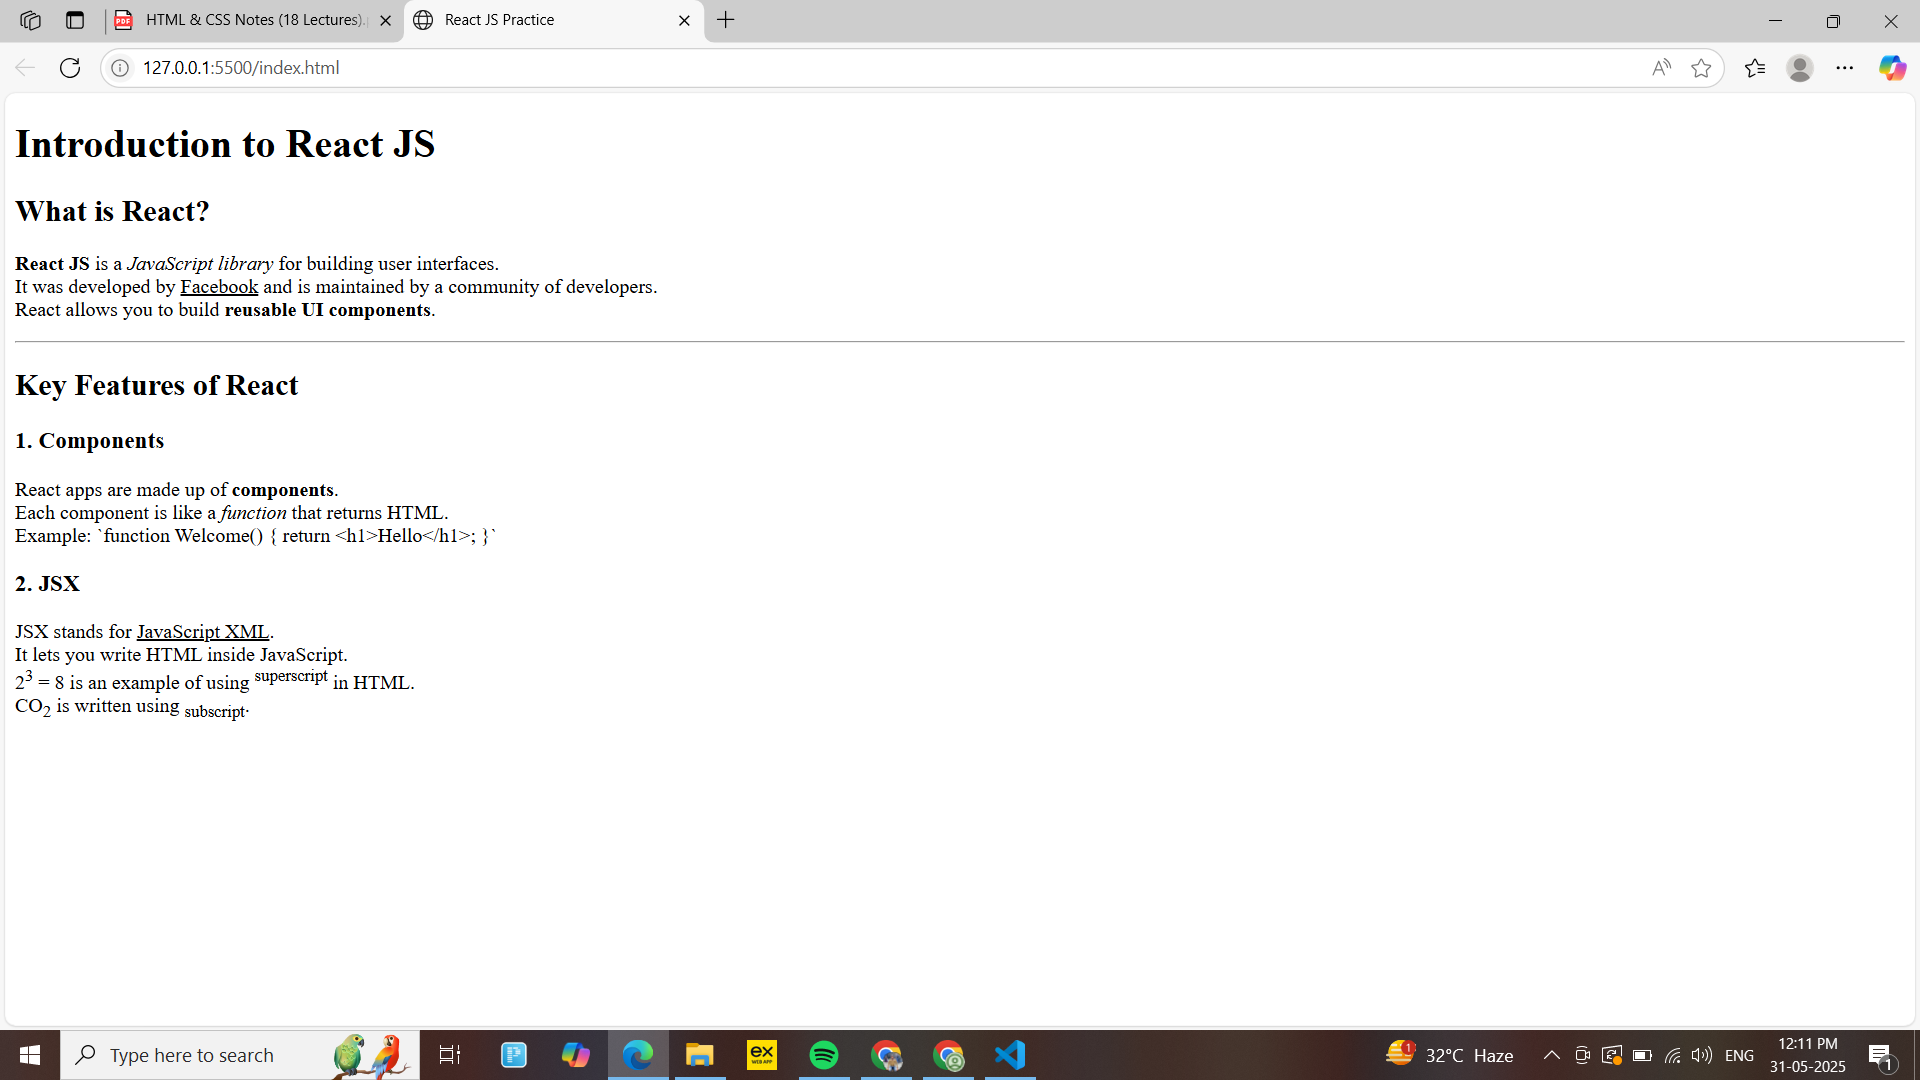 HTML & CSS Notes (18 Lectures).
React JS Practice
127.0.0.1:5500/index.html
Introduction to React JS
What is React?
React JS is a JavaScript library for building user interfaces.
It was developed by Facebook and is maintained by a community of developers.
React allows you to build reusable UI components.
Key Features of React
1. Components
React apps are made up of components.
Each component is like a function that returns HTML.
Example: `function Welcome() { return <h1>Hello</h1>; }`
2. JSX
JSX stands for JavaScript XML.
It lets you write HTML inside JavaScript.
2³ = 8 is an example of using superscript in HTML.
CO₂ is written using subscript.
Type here to search
ex
WEB APP
1
32°C Haze
ENG
12:11 PM
31-05-2025
1